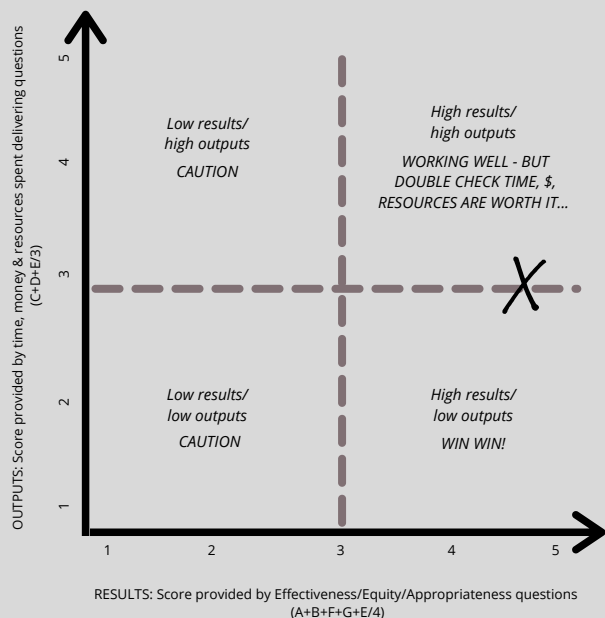 OUTPUTS: Score provided by time, money & resources spent delivering questions
(C+D+E/3)
5
4
3
2
1
Low results/
high outputs
CAUTION
High results/
high outputs
WORKING WELL - BUT
DOUBLE CHECK TIME, $,
RESOURCES ARE WORTH IT...
X
Low results/
low outputs
CAUTION
High results/
low outputs
WIN WIN!
1 2 3 4 5
RESULTS: Score provided by Effectiveness/Equity/Appropriateness questions
(A+B+F+G+E/4)